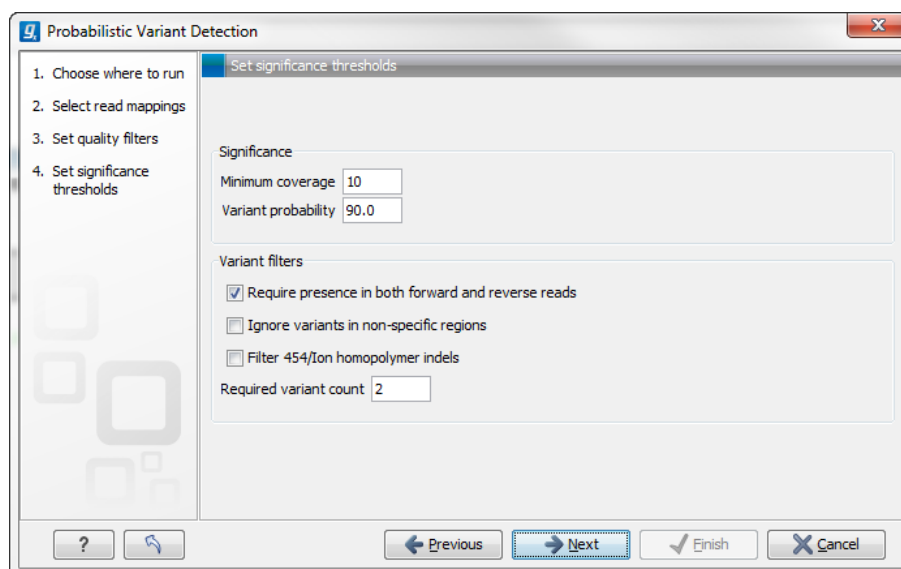 Probabilistic Variant Detection
1. Choose where to run
2. Select read mappings
3. Set quality filters
4. Set significance
thresholds
Set significance thresholds
Significance
Minimum coverage 10
Variant probability 90.0
Variant filters
Require presence in both forward and reverse reads
Ignore variants in non-specific regions
Filter 454/Ion homopolymer indels
Required variant count 2
?
Previous
Next
Finish
Cancel